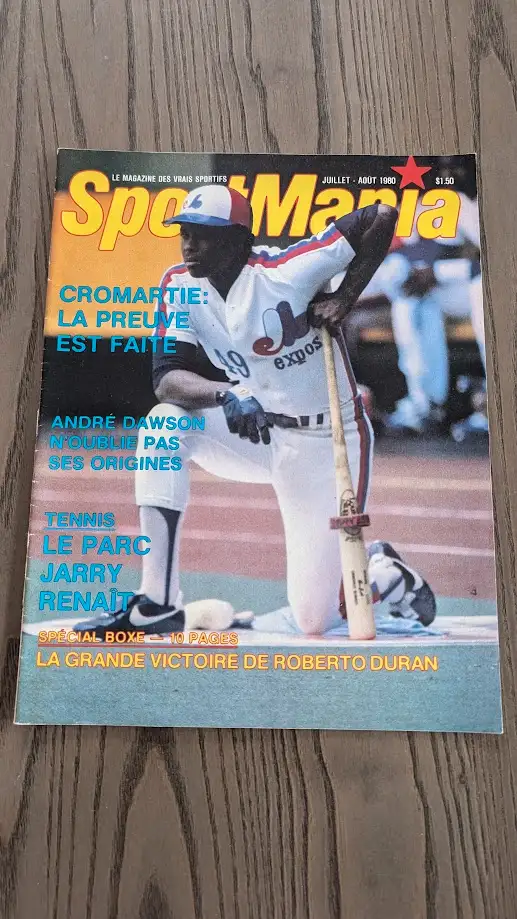 LE MAGAZINE DES VRAIS SPORTIFS
JUILLET - AOÛT 1980
$1.50
SportMania
CROMARTIE:
LA PREUVE
EST FAITE
49
expos
ANDRÉ DAWSON
N'OUBLIE PAS
SES ORIGINES
TENNIS
LE PARC
JARRY
RENAÎT
SPÉCIAL BOXE — 10 PAGES
LA GRANDE VICTOIRE DE ROBERTO DURAN